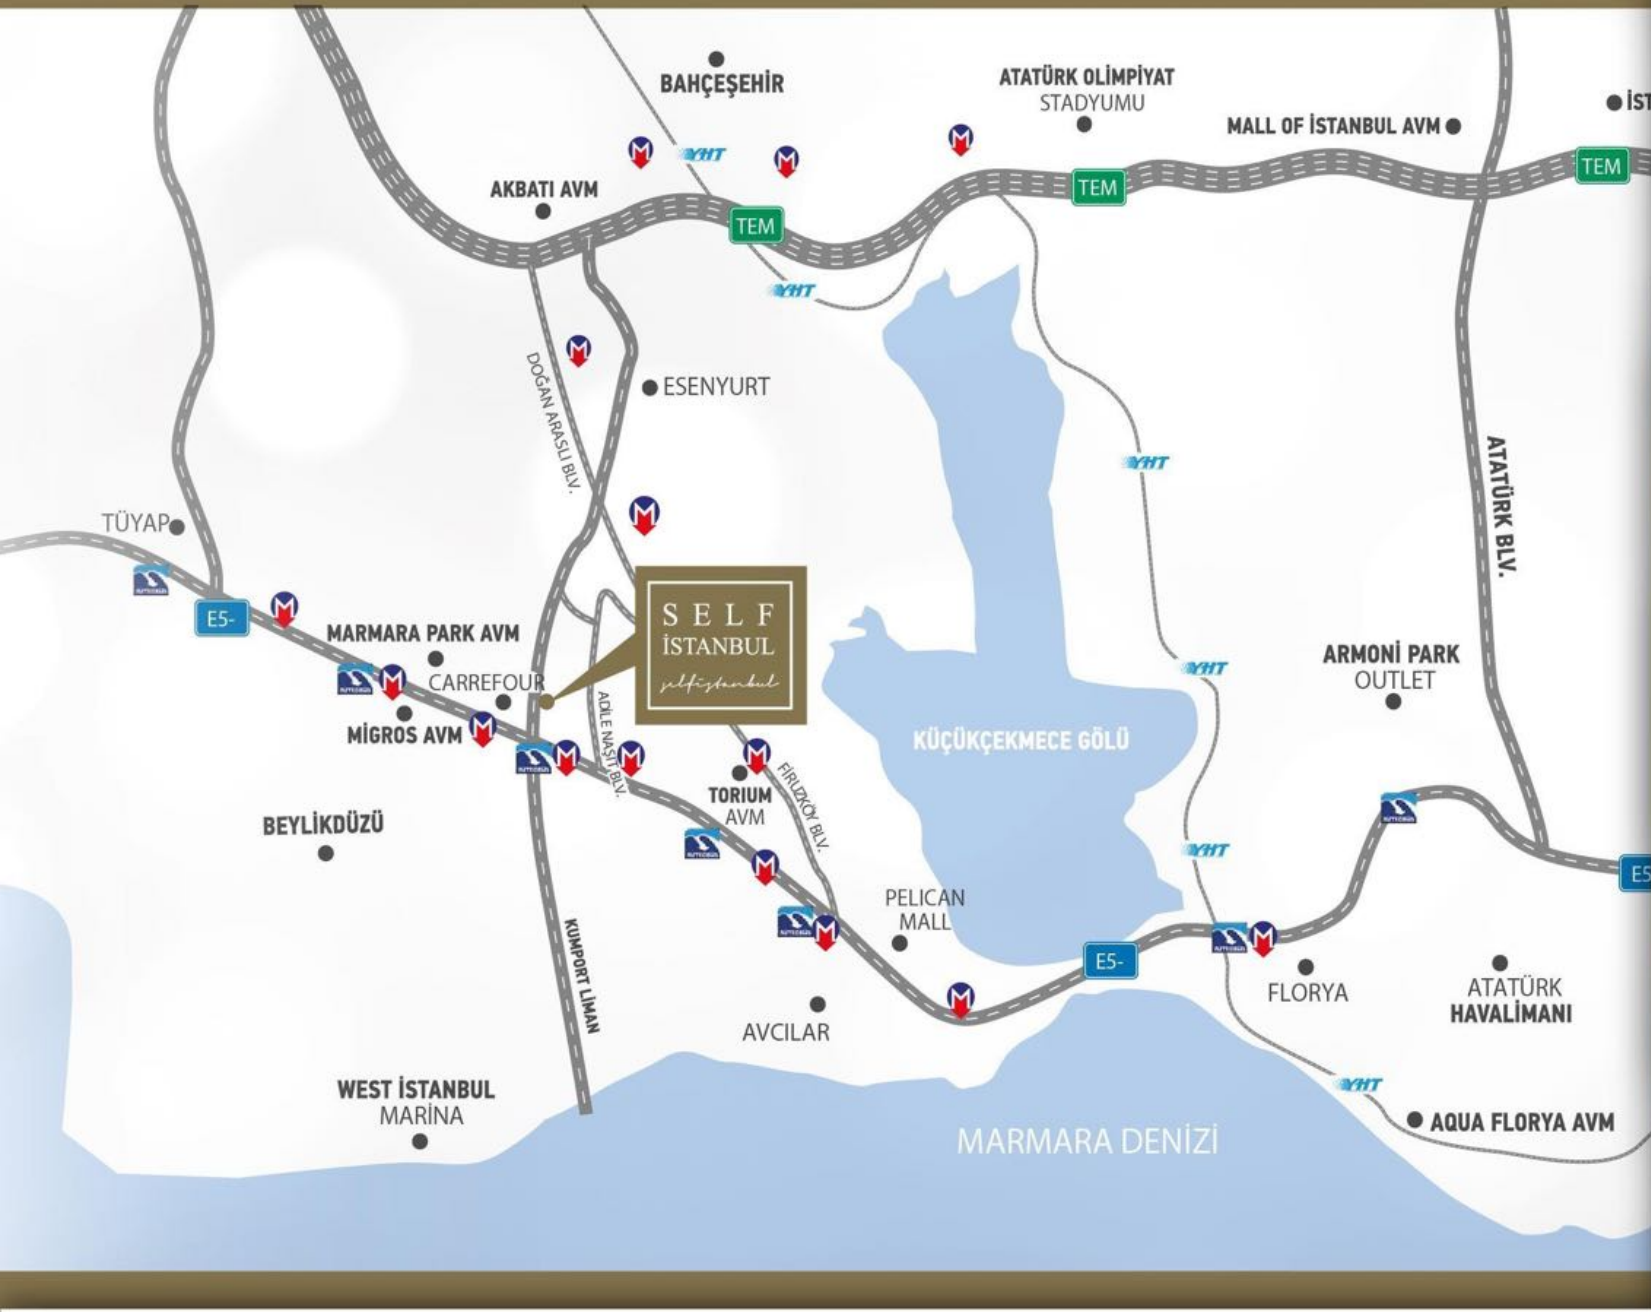 BAHÇEŞEHİR
ATATÜRK OLİMPİYAT
STADYUMU
MALL OF İSTANBUL AVM
M
YHT
M
M
TEM
TEM
AKBATI AVM
TEM
YHT
M
DOĞAN ARASLI BLV.
ESENYURT
YHT
ATATÜRK BLV.
TÜYAP
M
E5-
M
SELF
İSTANBUL
selfistanbul
MARMARA PARK AVM
M
CARREFOUR
MİGROS AVM
M
ADİLE NAŞİT BLV.
M
M
M
TORIUM
AVM
FİRUZKÖY BLV.
YHT
KÜÇÜKÇEKMECE GÖLÜ
ARMONİ PARK
OUTLET
BEYLİKDÜZÜ
M
YHT
E5
PELICAN
MALL
M
KUMPORT LİMAN
E5-
M
M
AVCILAR
FLORYA
ATATÜRK
HAVALİMANI
WEST İSTANBUL
MARİNA
YHT
AQUA FLORYA AVM
MARMARA DENİZİ